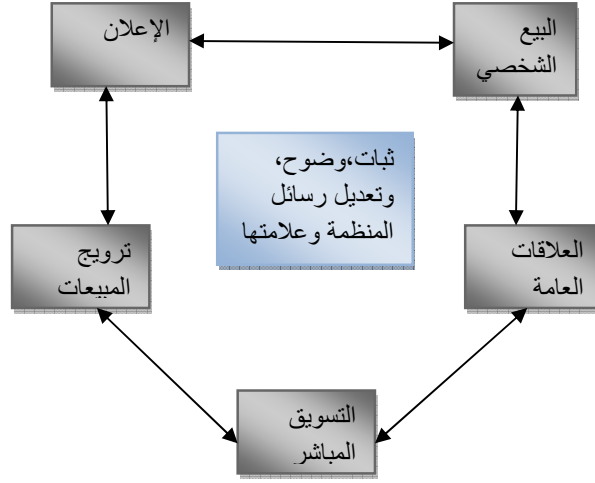 البيع
الشخصي
الإعلان
ثبات،وضوح،
وتعديل رسائل
المنظمة وعلامتها
العلاقات
العامة
ترويج
المبيعات
التسويق
المباشر